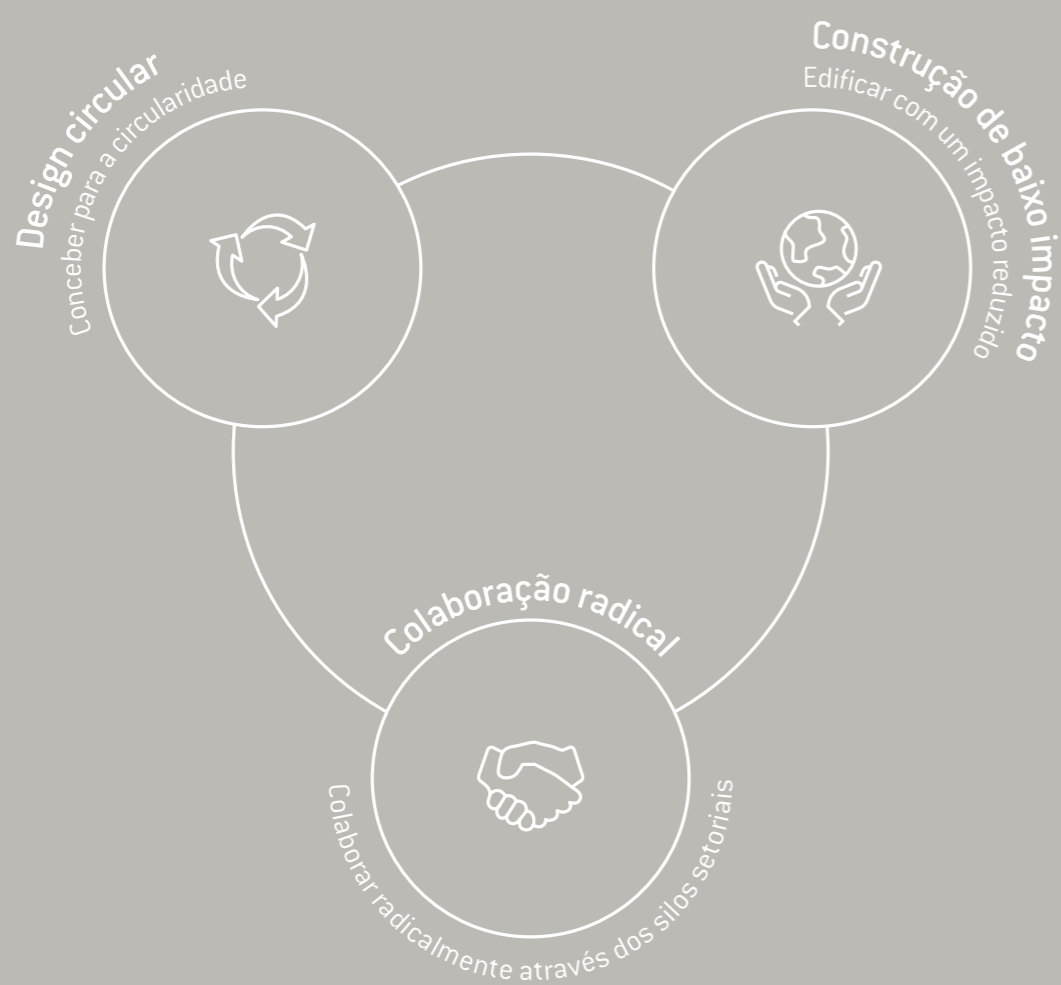 Design circular
Conceber para a circularidade
Construção de baixo impacto
Edificar com um impacto reduzido
Colaboração radical
Colaborar radicalmente através dos silos setoriais